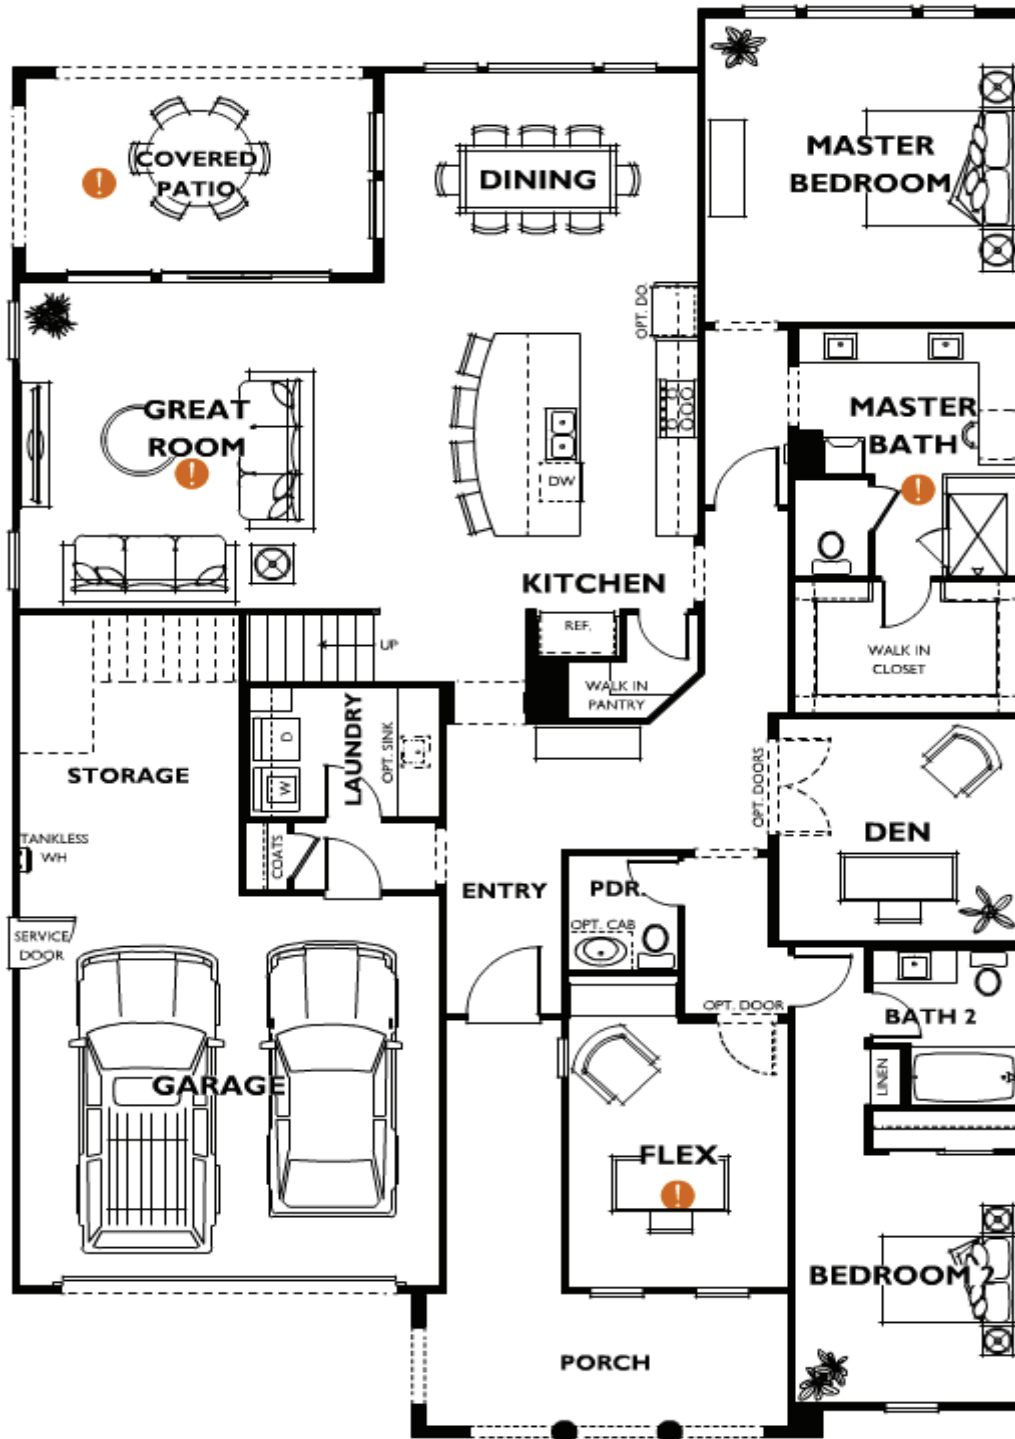 COVERED
PATIO
DINING
MASTER
BEDROOM
OPT. DO.
GREAT
ROOM
MASTER
BATH
DW
KITCHEN
REF.
UP
WALK IN
PANTRY
WALK IN
CLOSET
LAUNDRY
D
W
OPT. SINK
STORAGE
OPT. DOORS
DEN
TANKLESS
WH
COATS
ENTRY
PDR.
OPT. CAB
SERVICE
DOOR
OPT. DOOR
BATH 2
LINEN
GARAGE
FLEX
BEDROOM 2
PORCH